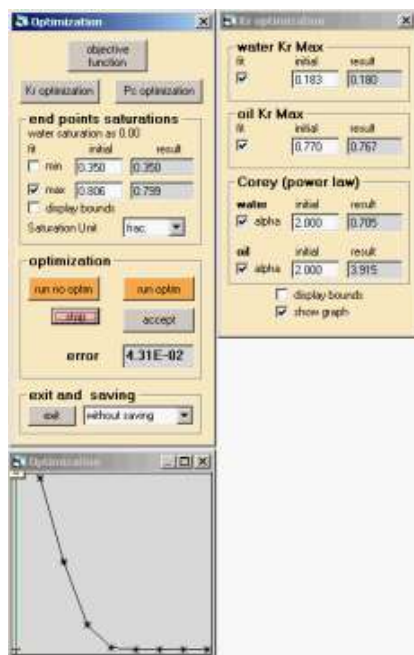 Optimization
objective
function
Kr optimization
Pc optimization
end points saturations
water saturation as 0.00
fit initial result
min 0.350 0.350
max 0.806 0.799
display bounds
Saturation Unit frac.
optimization
run no optim
run optim
stop
accept
error 4.31E-02
exit and saving
exit without saving
Kr optimization
water Kr Max
fit initial result
0.183 0.180
oil Kr Max
fit initial result
0.770 0.767
Corey (power law)
water initial result
alpha 2.000 0.705
oil initial result
alpha 2.000 3.915
display bounds
show graph
Optimization